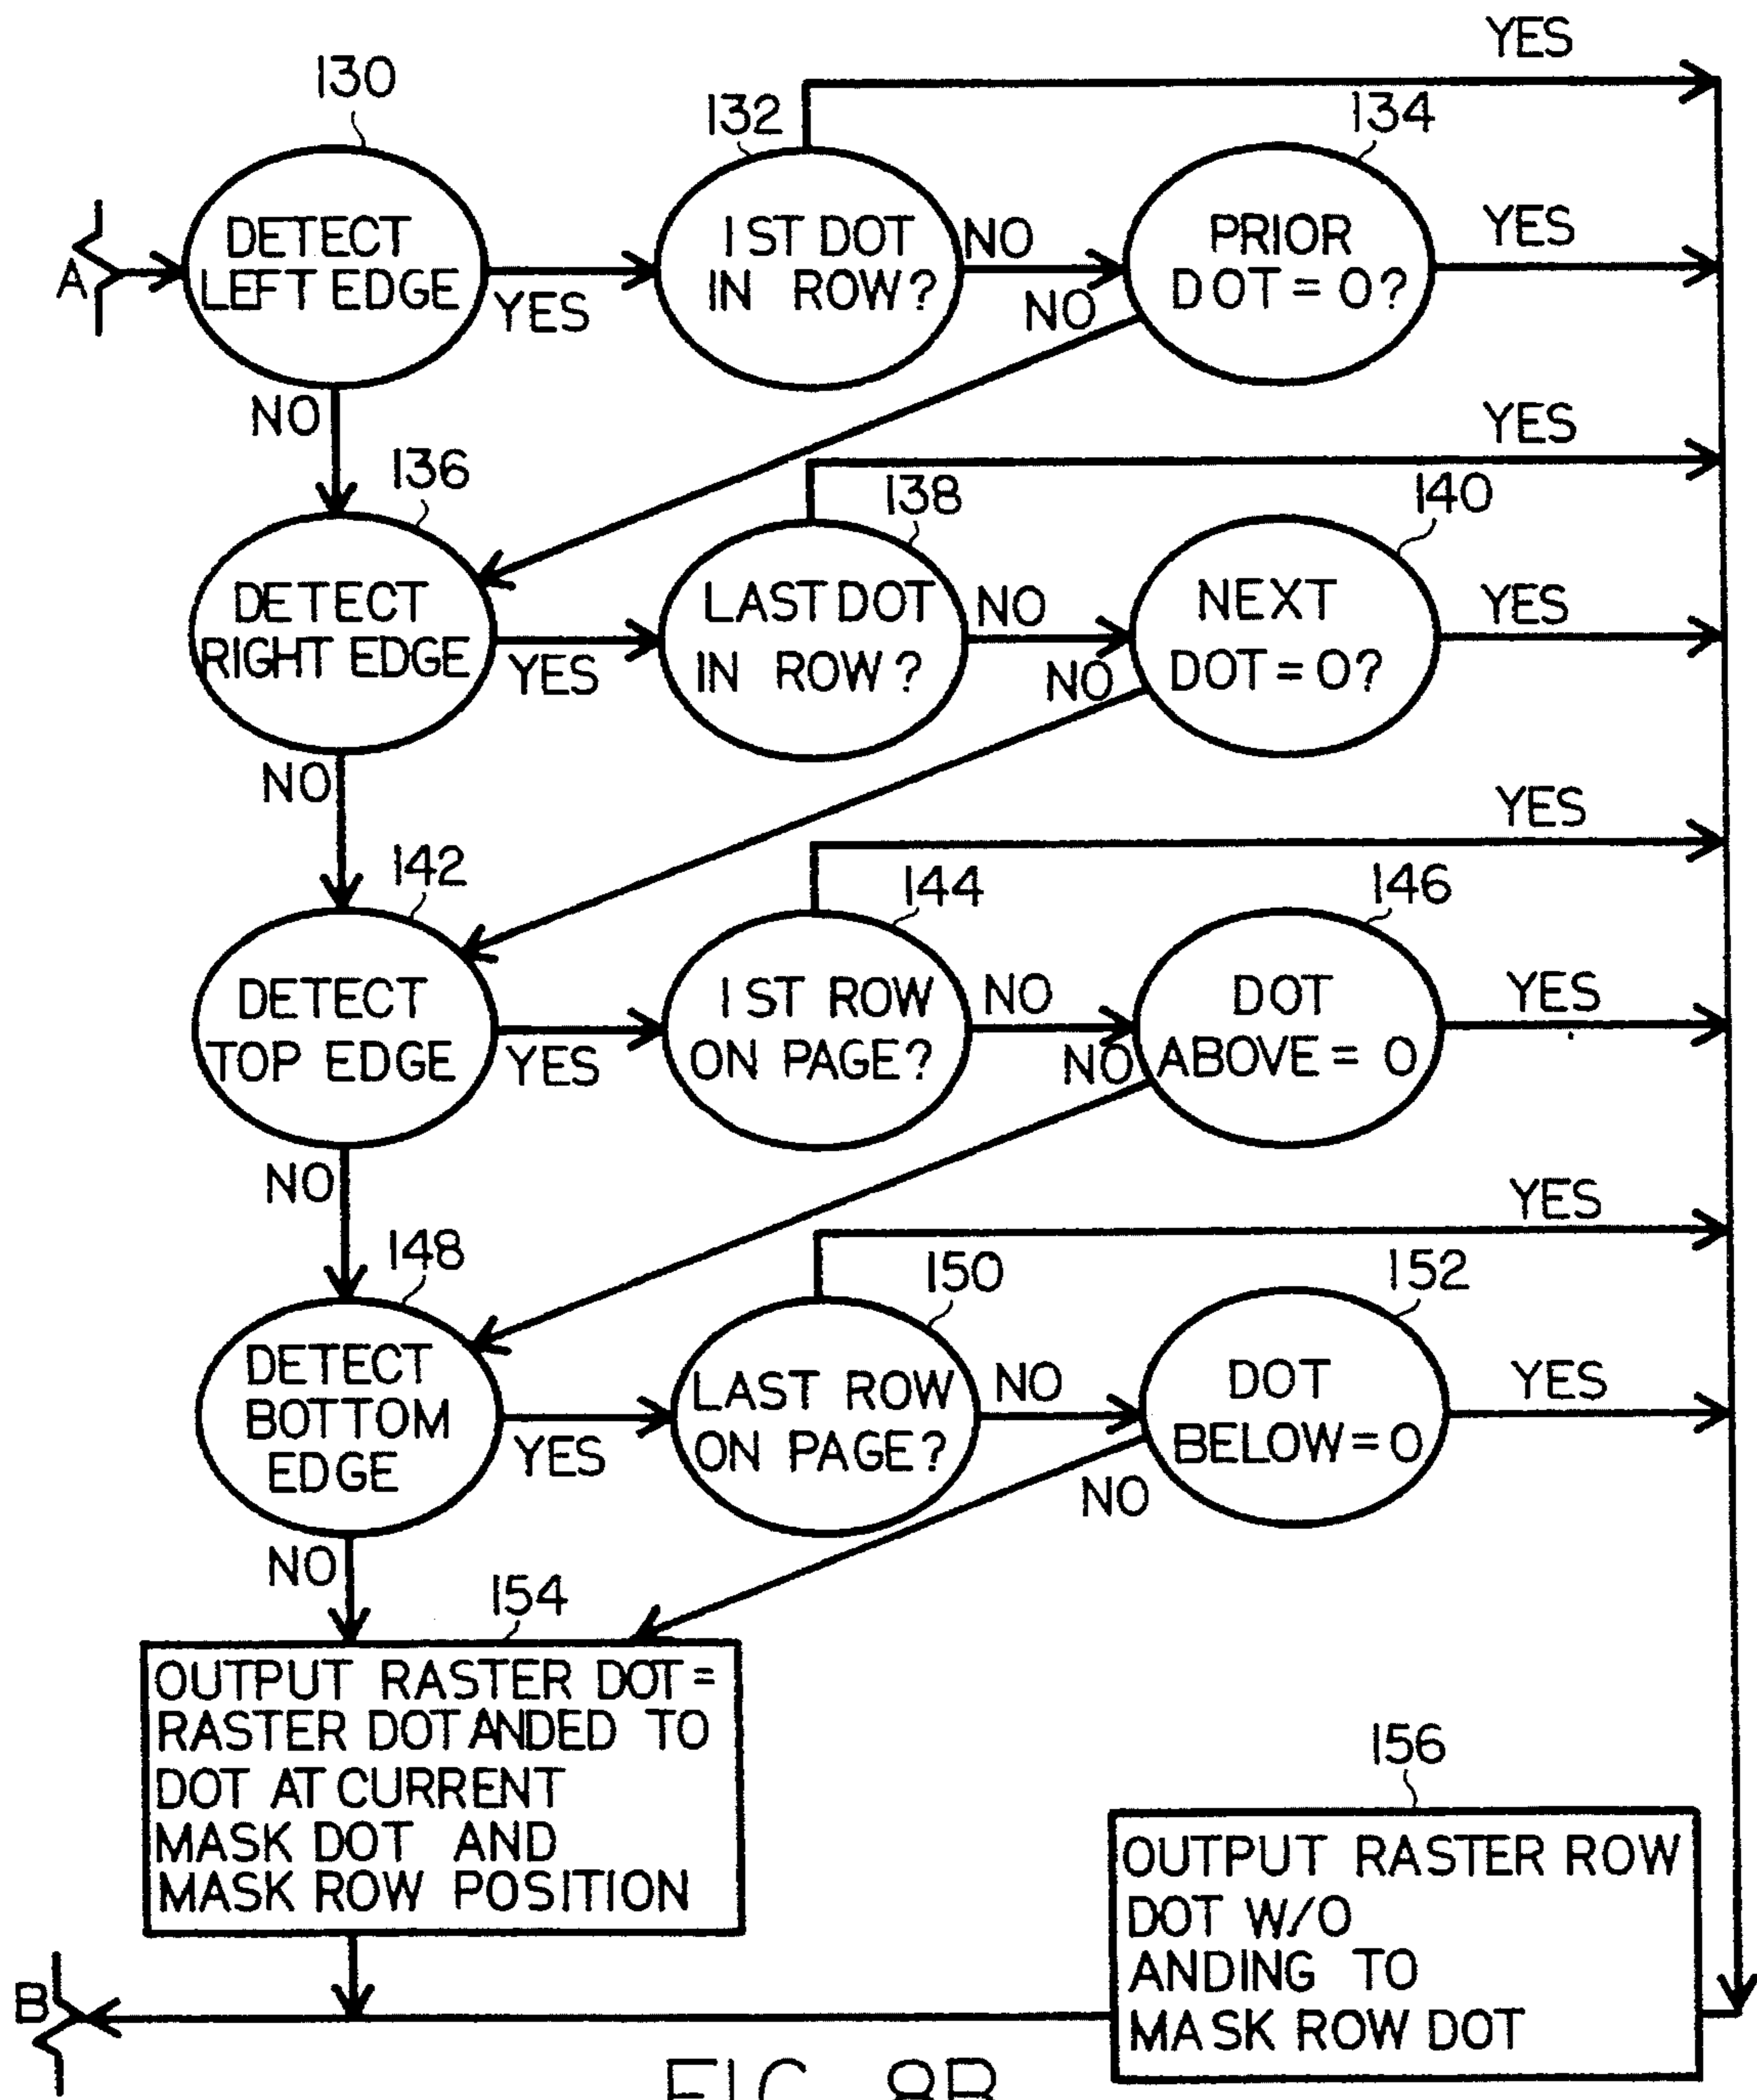 YES
130
132
134
A
DETECT
LEFT EDGE
YES
1ST DOT
IN ROW?
NO
NO
PRIOR
DOT = 0?
YES
NO
YES
136
138
140
DETECT
RIGHT EDGE
YES
LAST DOT
IN ROW?
NO
NO
NEXT
DOT = 0?
YES
NO
YES
142
144
146
DETECT
TOP EDGE
YES
1ST ROW
ON PAGE?
NO
NO
DOT
ABOVE = 0
YES
NO
YES
148
150
152
DETECT
BOTTOM
EDGE
YES
LAST ROW
ON PAGE?
NO
NO
DOT
BELOW = 0
YES
NO
154
OUTPUT RASTER DOT =
RASTER DOT ANDED TO
DOT AT CURRENT
MASK DOT AND
MASK ROW POSITION
156
OUTPUT RASTER ROW
DOT W/O
ANDING TO
MASK ROW DOT
B
FIG. 8B